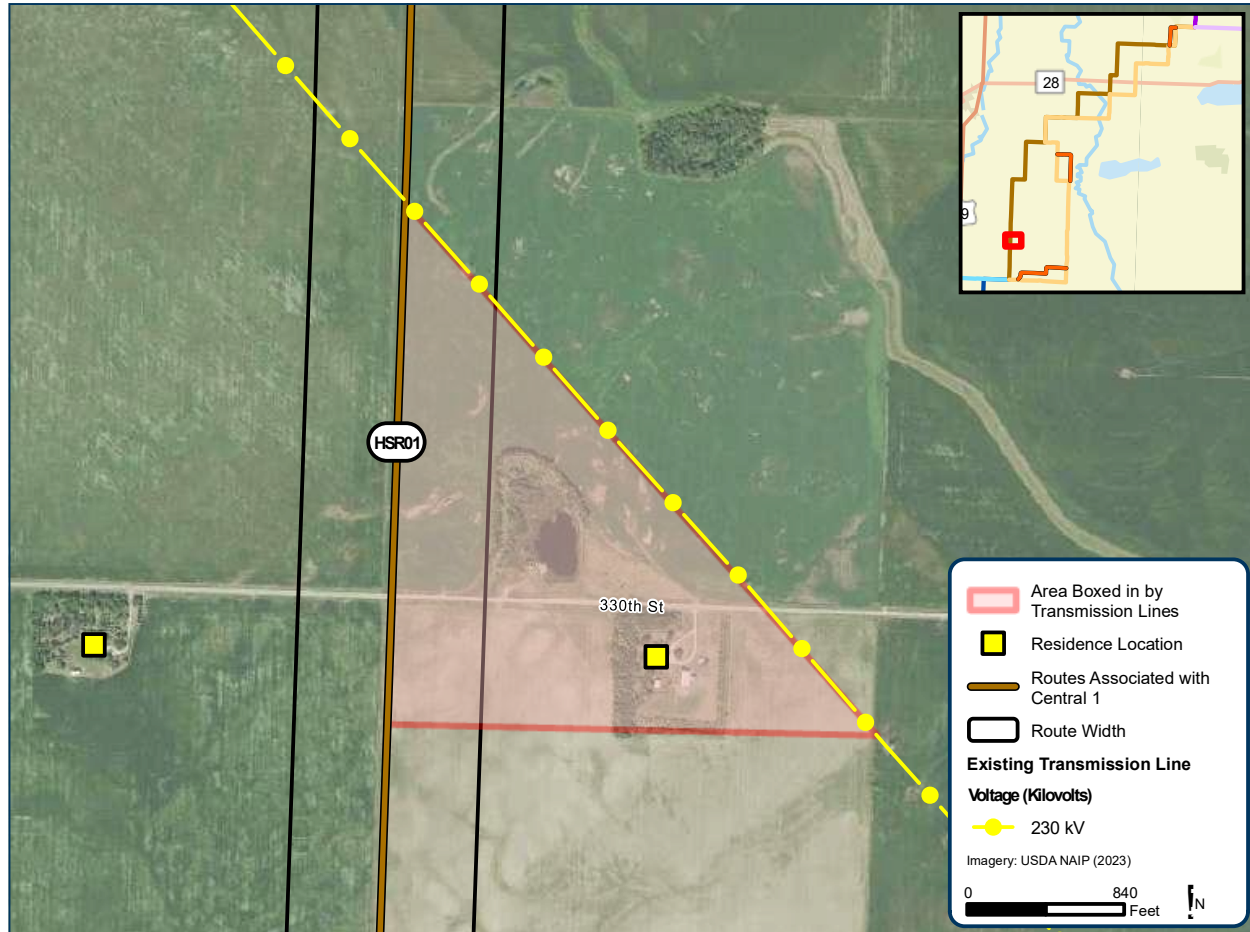 28
9
HSR01
330th St
Area Boxed in by
Transmission Lines
Residence Location
Routes Associated with
Central 1
Route Width
Existing Transmission Line
Voltage (Kilovolts)
230 kV
Imagery: USDA NAIP (2023)
0 840
Feet
N